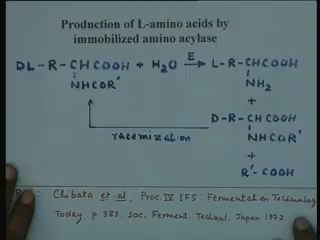 Production of L-amino acids by
immobilized amino acylase
DL-R-CHCOOH + H₂O —E→ L-R-CHCOOH
NHCOR' NH₂
+
D-R-CHCOOH
racemization NHCOR'
+
R'-COOH
Chibata et al, Proc. IV IFS: Fermentation Technology
Today, p 383, Soc. Ferment. Technol. Japan 1972